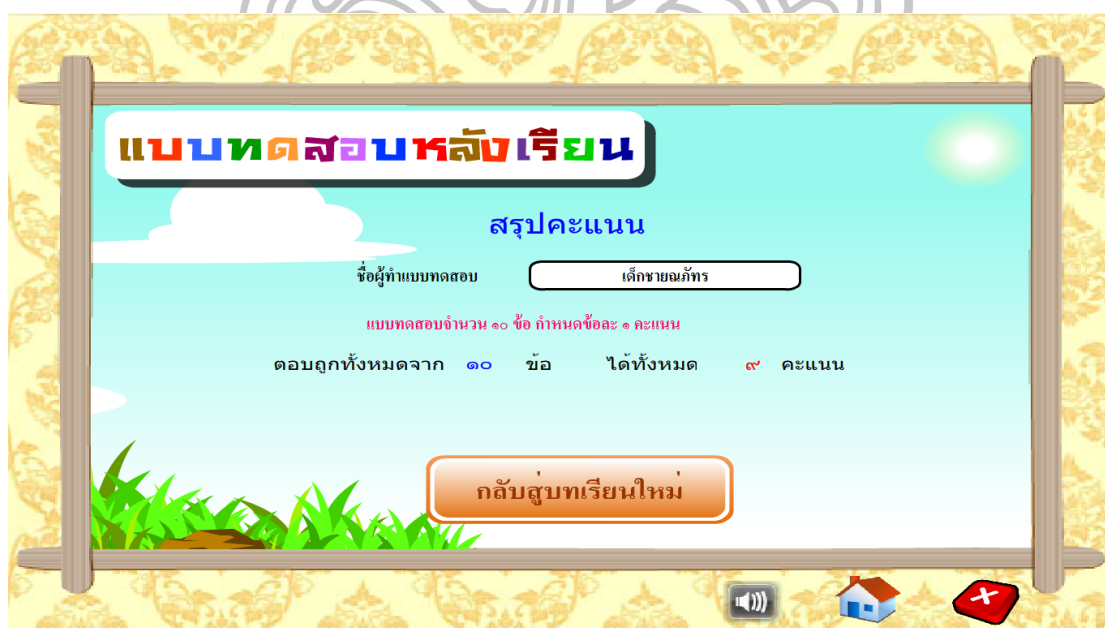 แบบทดสอบหลังเรียน
สรุปคะแนน
ชื่อผู้ทำแบบทดสอบ เด็กชายณภัทร
แบบทดสอบจำนวน ๑๐ ข้อ กำหนดข้อละ ๑ คะแนน
ตอบถูกทั้งหมดจาก ๑๐ ข้อ ได้ทั้งหมด ๙ คะแนน
กลับสู่บทเรียนใหม่